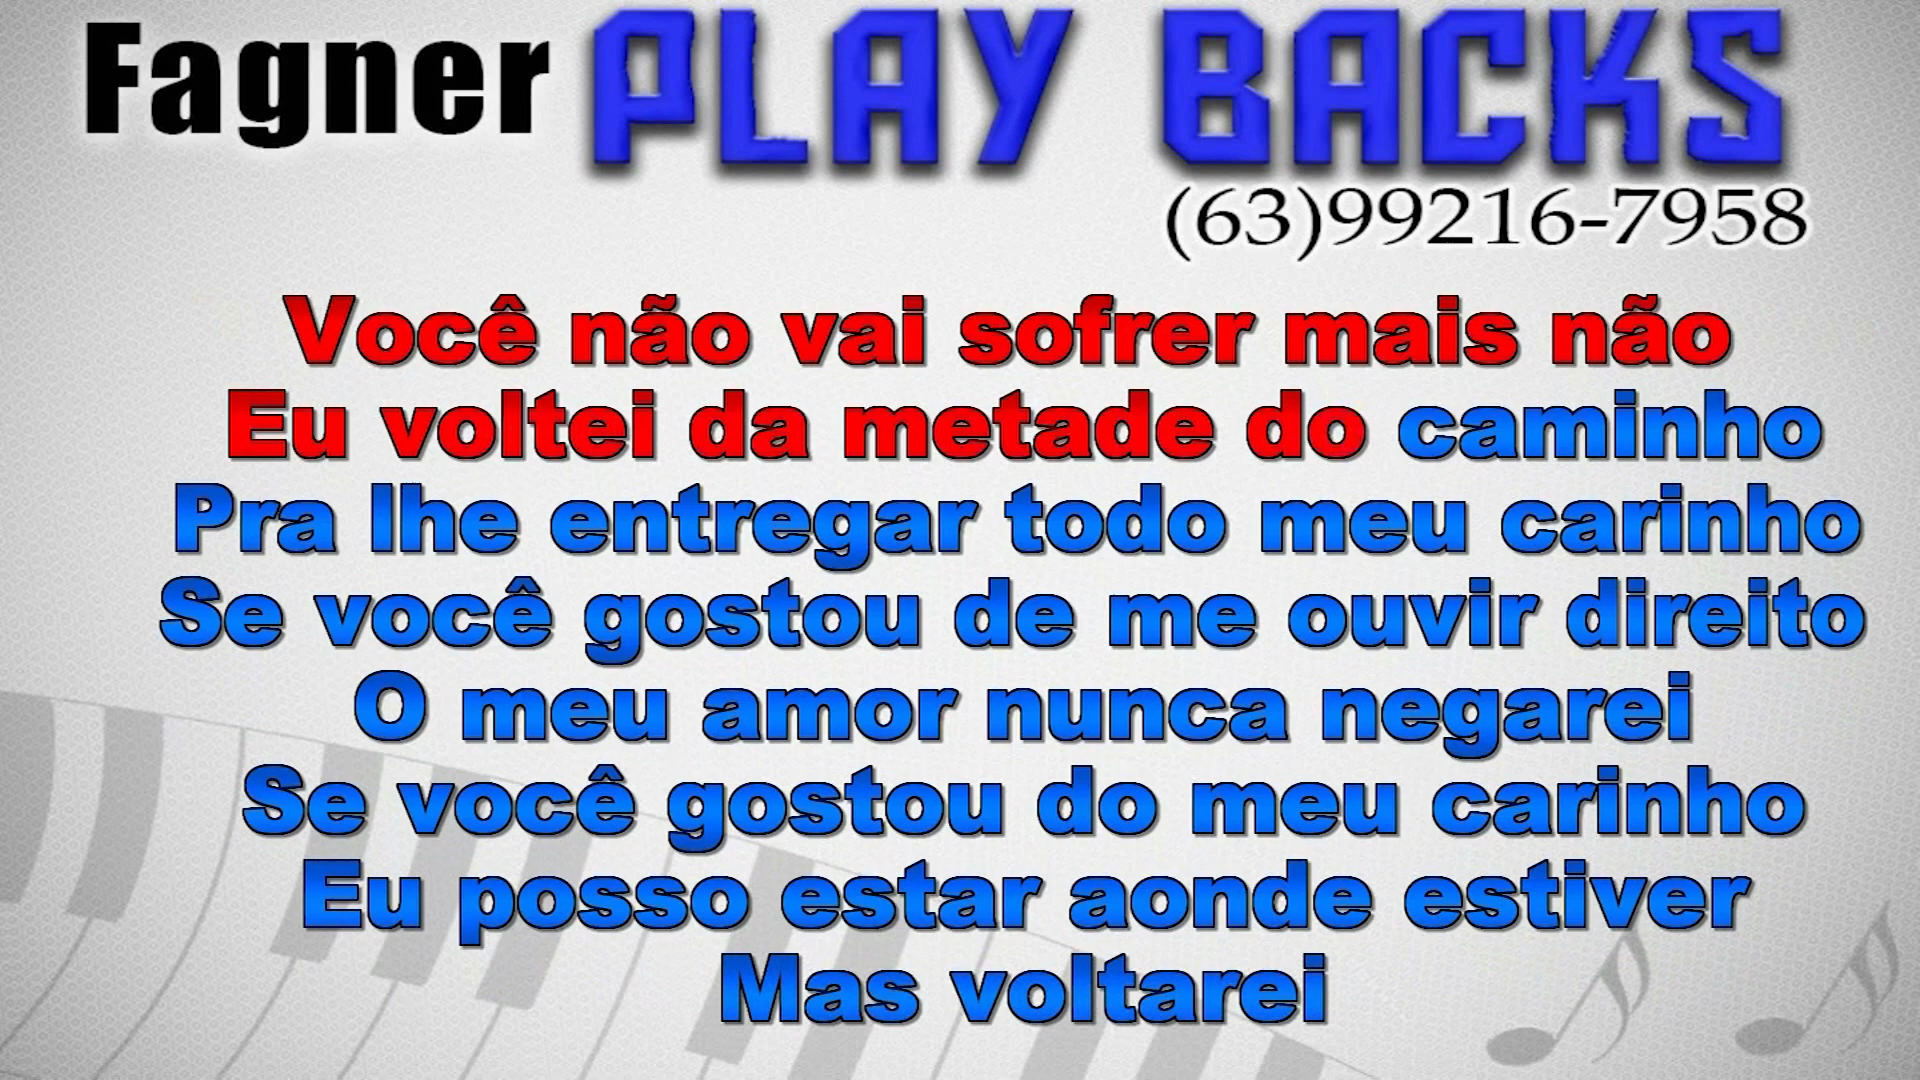 Fagner PLAY BACKS
(63)99216-7958
Você não vai sofrer mais não
Eu voltei da metade do caminho
Pra lhe entregar todo meu carinho
Se você gostou de me ouvir direito
O meu amor nunca negarei
Se você gostou do meu carinho
Eu posso estar aonde estiver
Mas voltarei